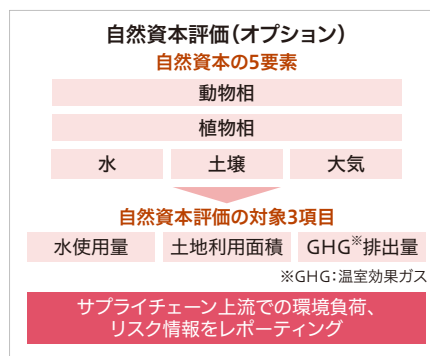 自然資本評価(オプション)
自然資本の5要素
動物相
植物相
水 土壌 大気
自然資本評価の対象3項目
水使用量 土地利用面積 GHG※排出量
※GHG:温室効果ガス
サプライチェーン上流での環境負荷、
リスク情報をレポーティング